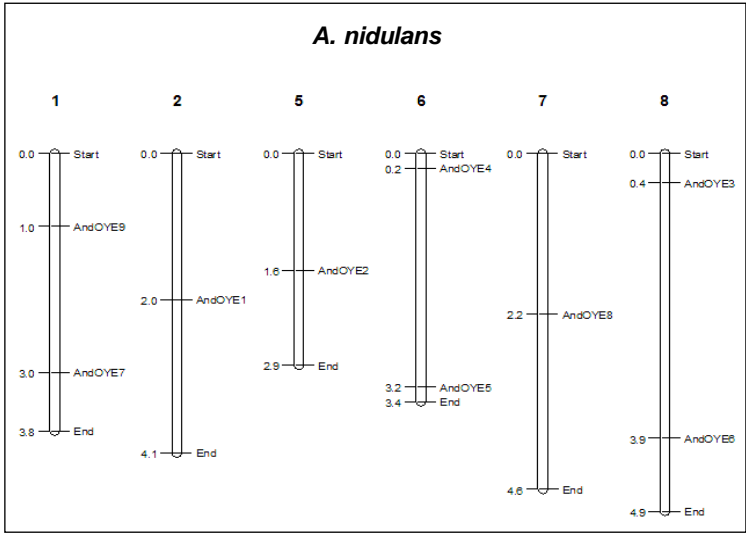 A. nidulans
1 2 5 6 7 8
0.0 Start 0.0 Start 0.0 Start 0.0 Start 0.0 Start 0.0 Start
0.2 AndOYE4
0.4 AndOYE3
1.0 AndOYE9
1.6 AndOYE2
2.0 AndOYE1
2.2 AndOYE8
2.9 End
3.0 AndOYE7
3.2 AndOYE5
3.4 End
3.8 End
3.9 AndOYE6
4.1 End
4.6 End
4.9 End